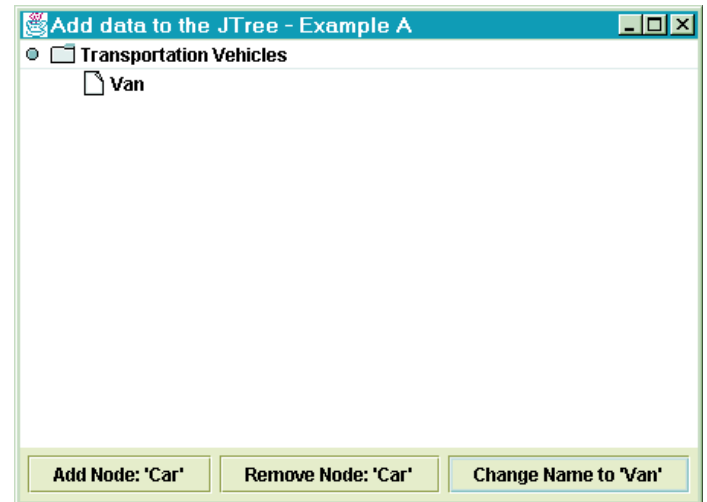 Add data to the JTree - Example A
Transportation Vehicles
Van
Add Node: 'Car' Remove Node: 'Car' Change Name to 'Van'